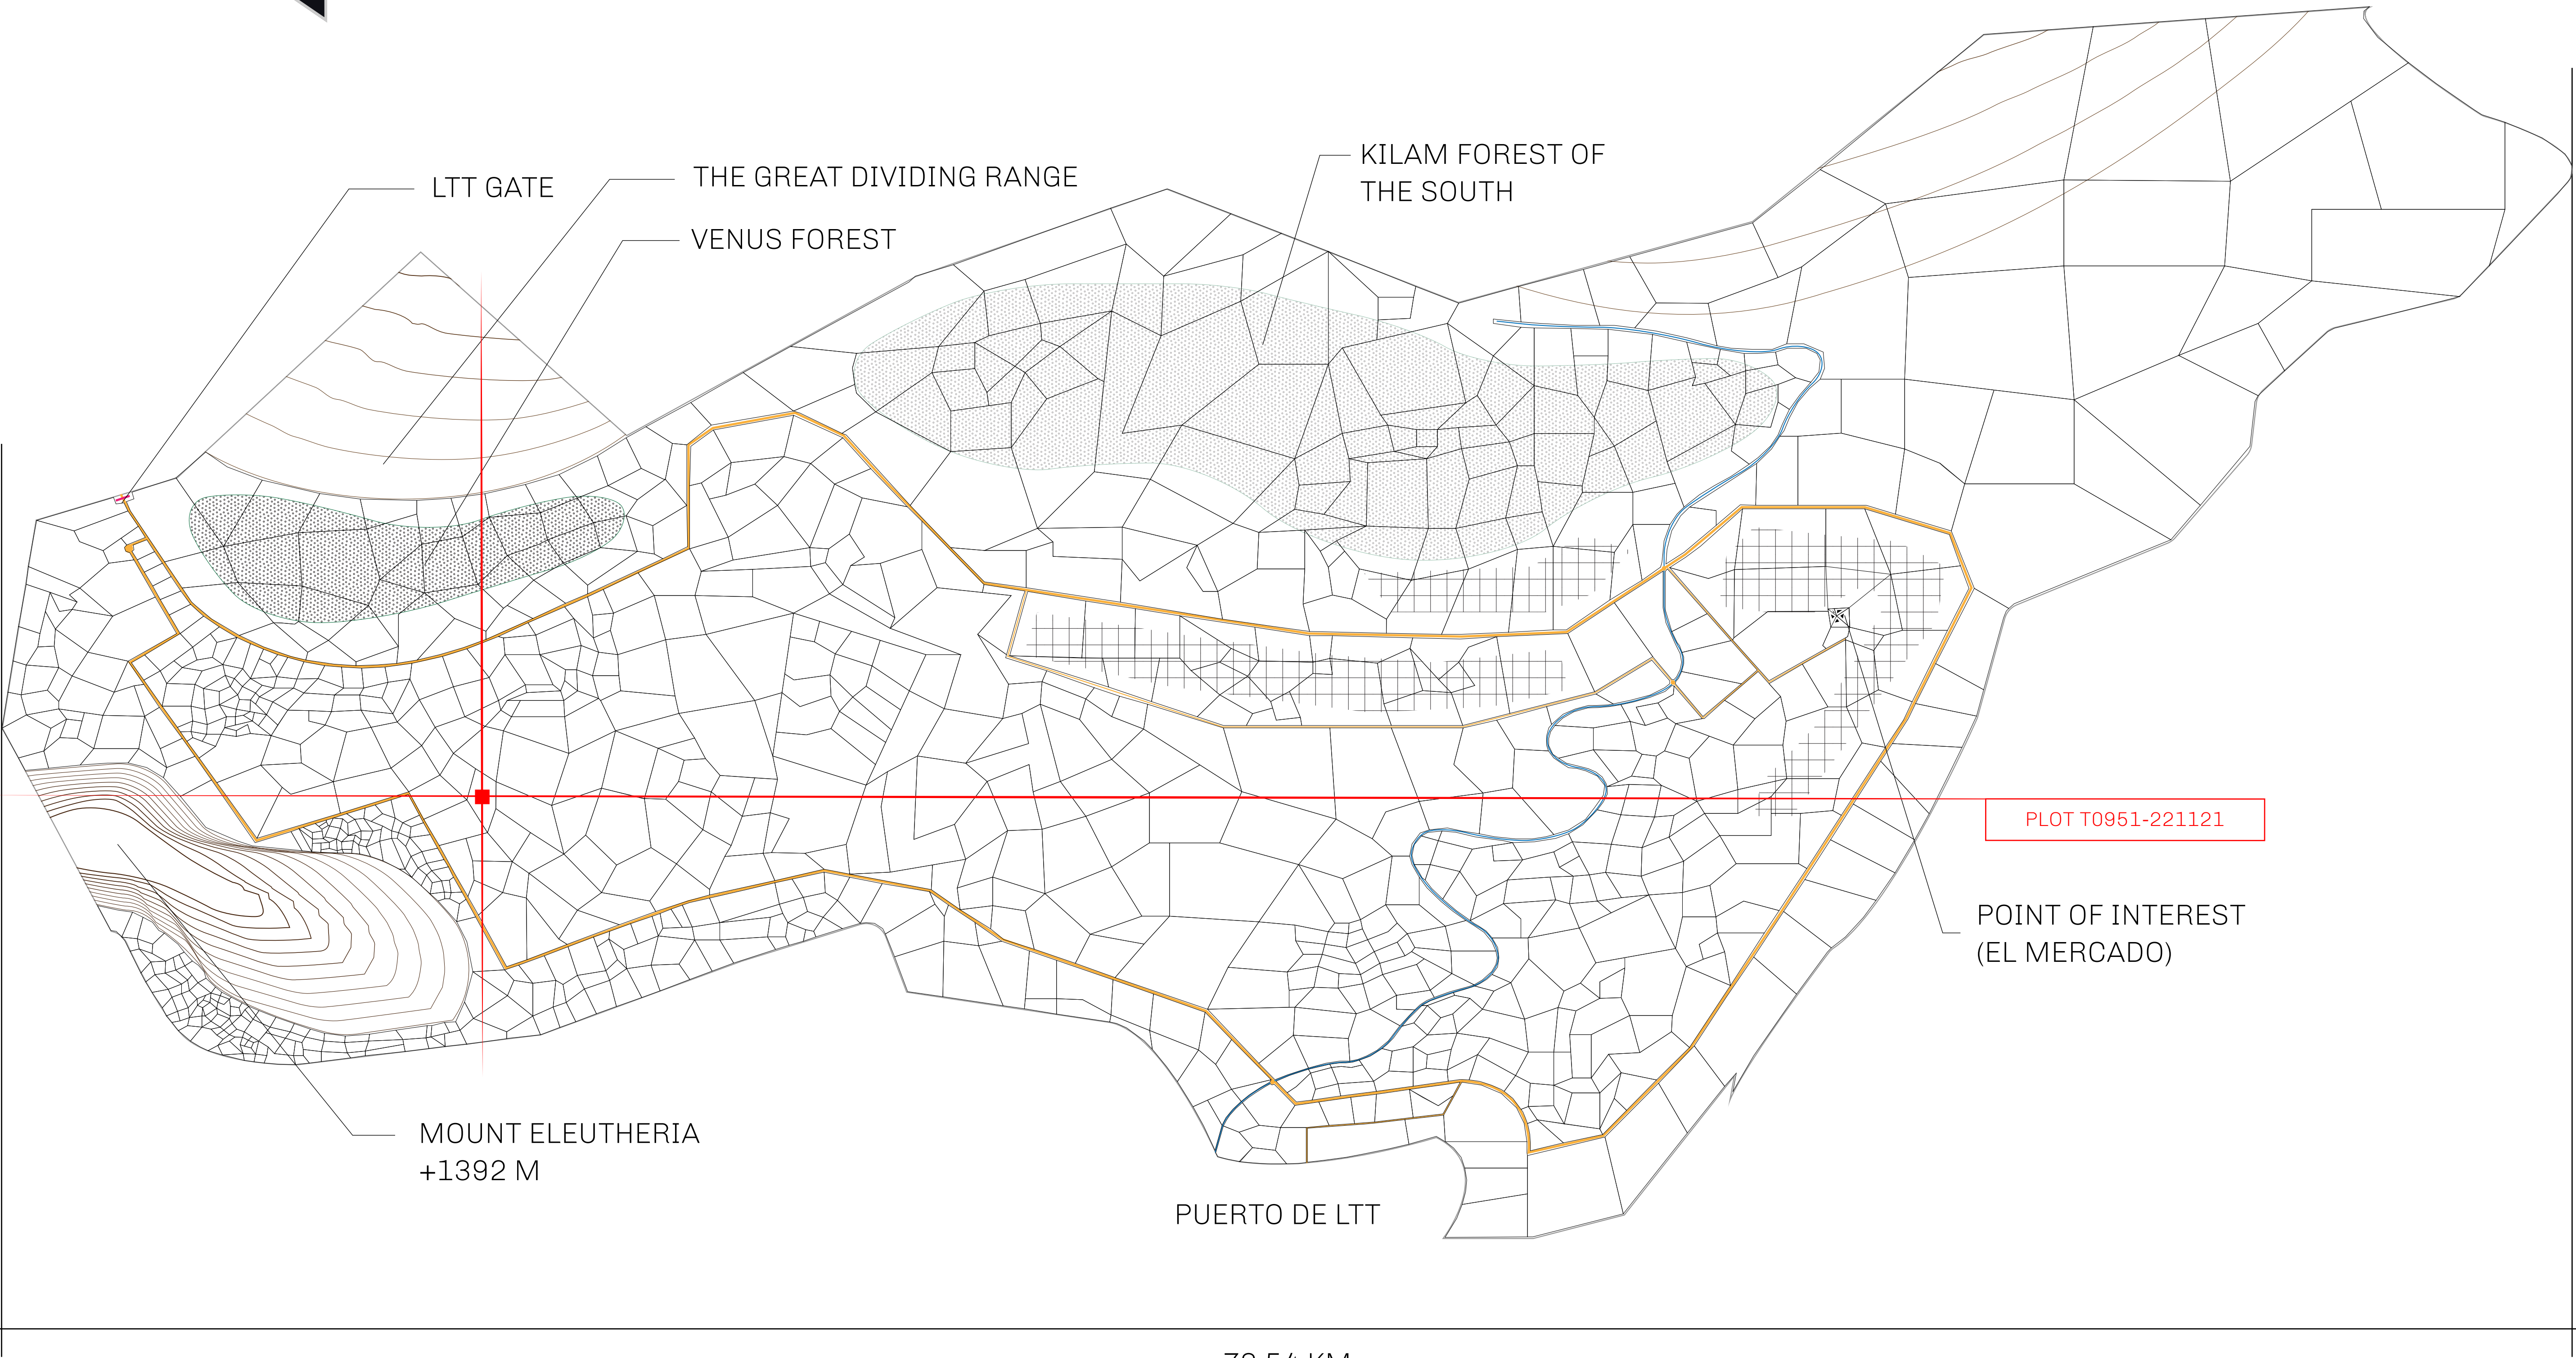 KILAM FOREST OF
THE SOUTH
THE GREAT DIVIDING RANGE
LTT GATE
VENUS FOREST
PLOT T0951-221121
POINT OF INTEREST
(EL MERCADO)
MOUNT ELEUTHERIA
+1392 M
PUERTO DE LTT
KM